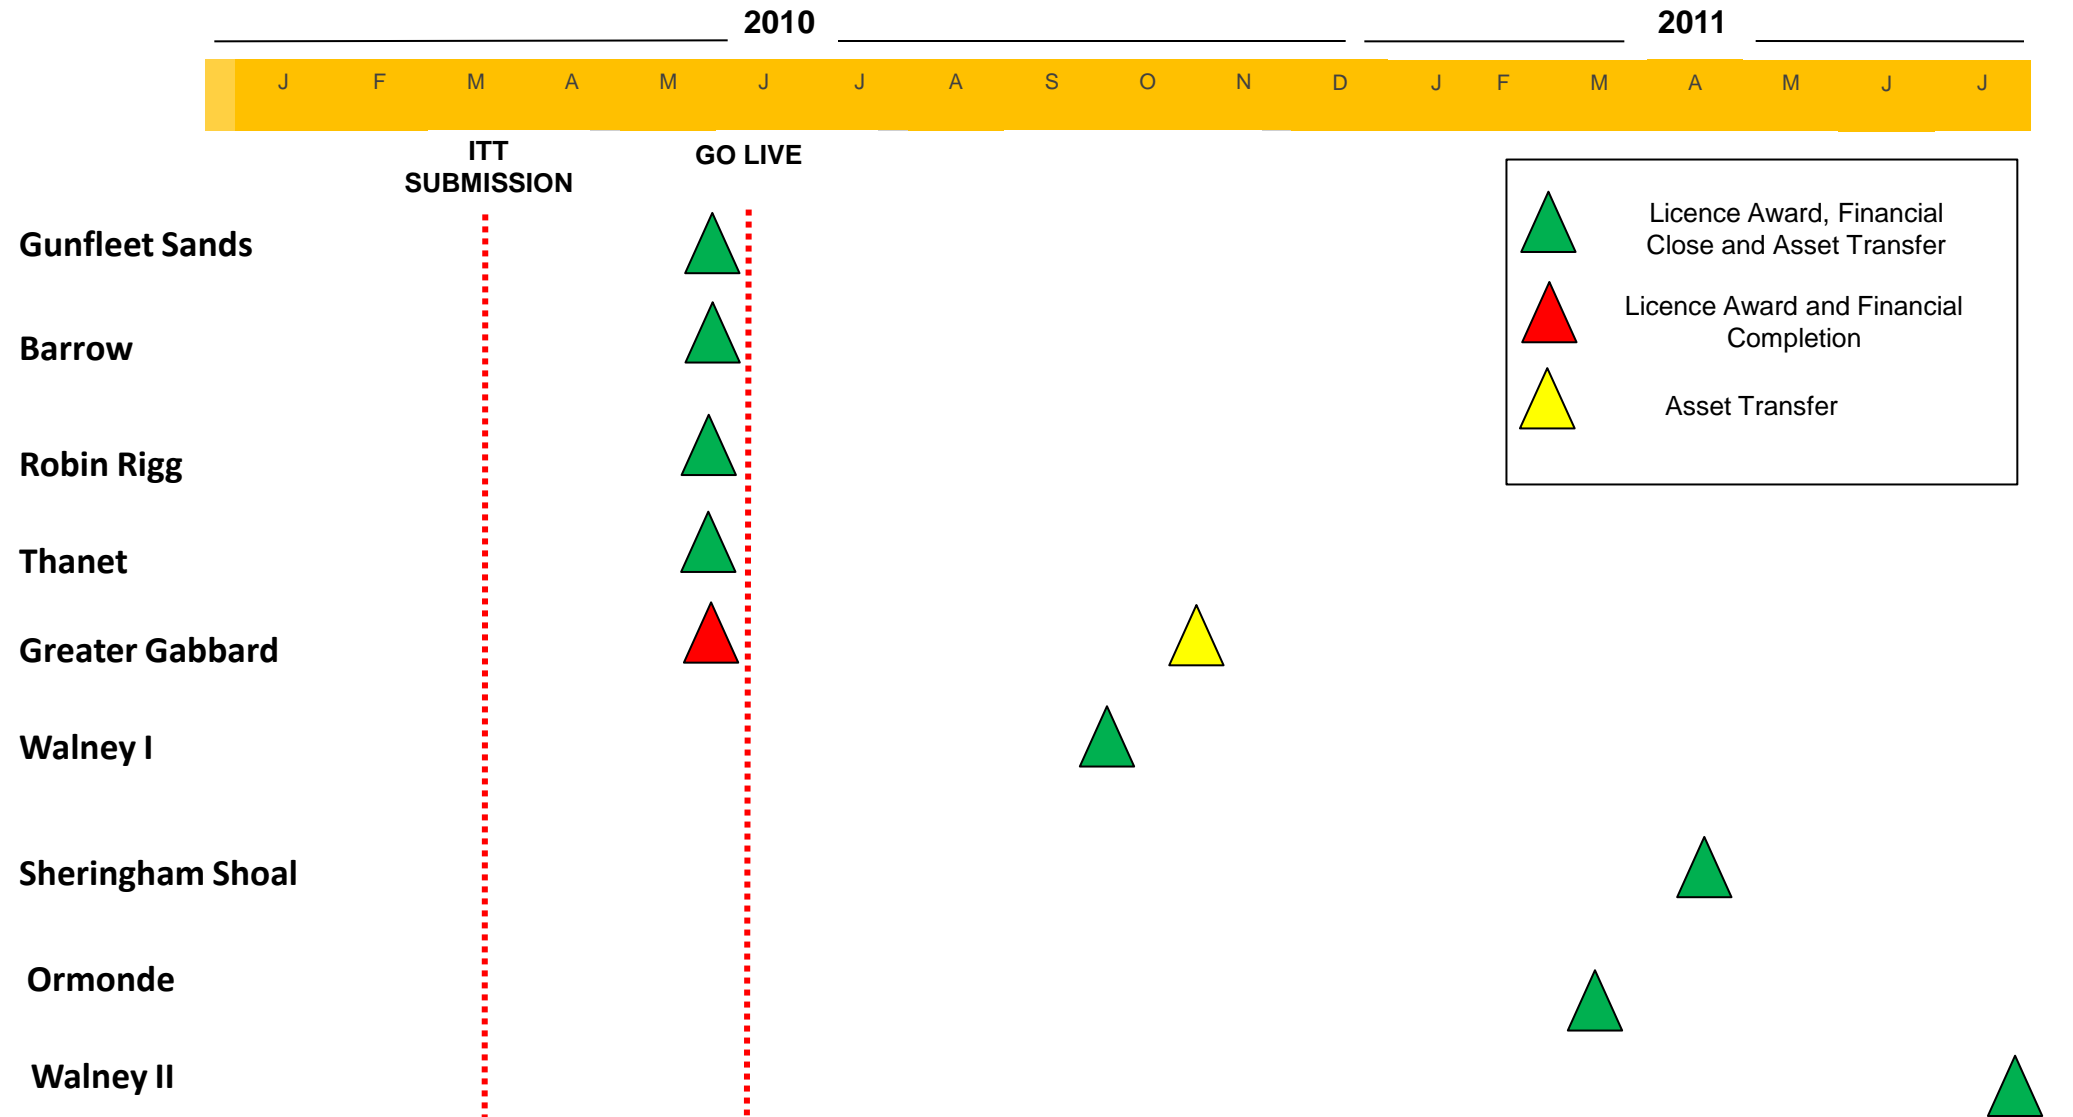 2010
2011
J F M A M J J A S O N D J F M A M J J
ITT
SUBMISSION
GO LIVE
Licence Award, Financial
Close and Asset Transfer
Licence Award and Financial
Completion
Asset Transfer
Gunfleet Sands
Barrow
Robin Rigg
Thanet
Greater Gabbard
Walney I
Sheringham Shoal
Ormonde
Walney II